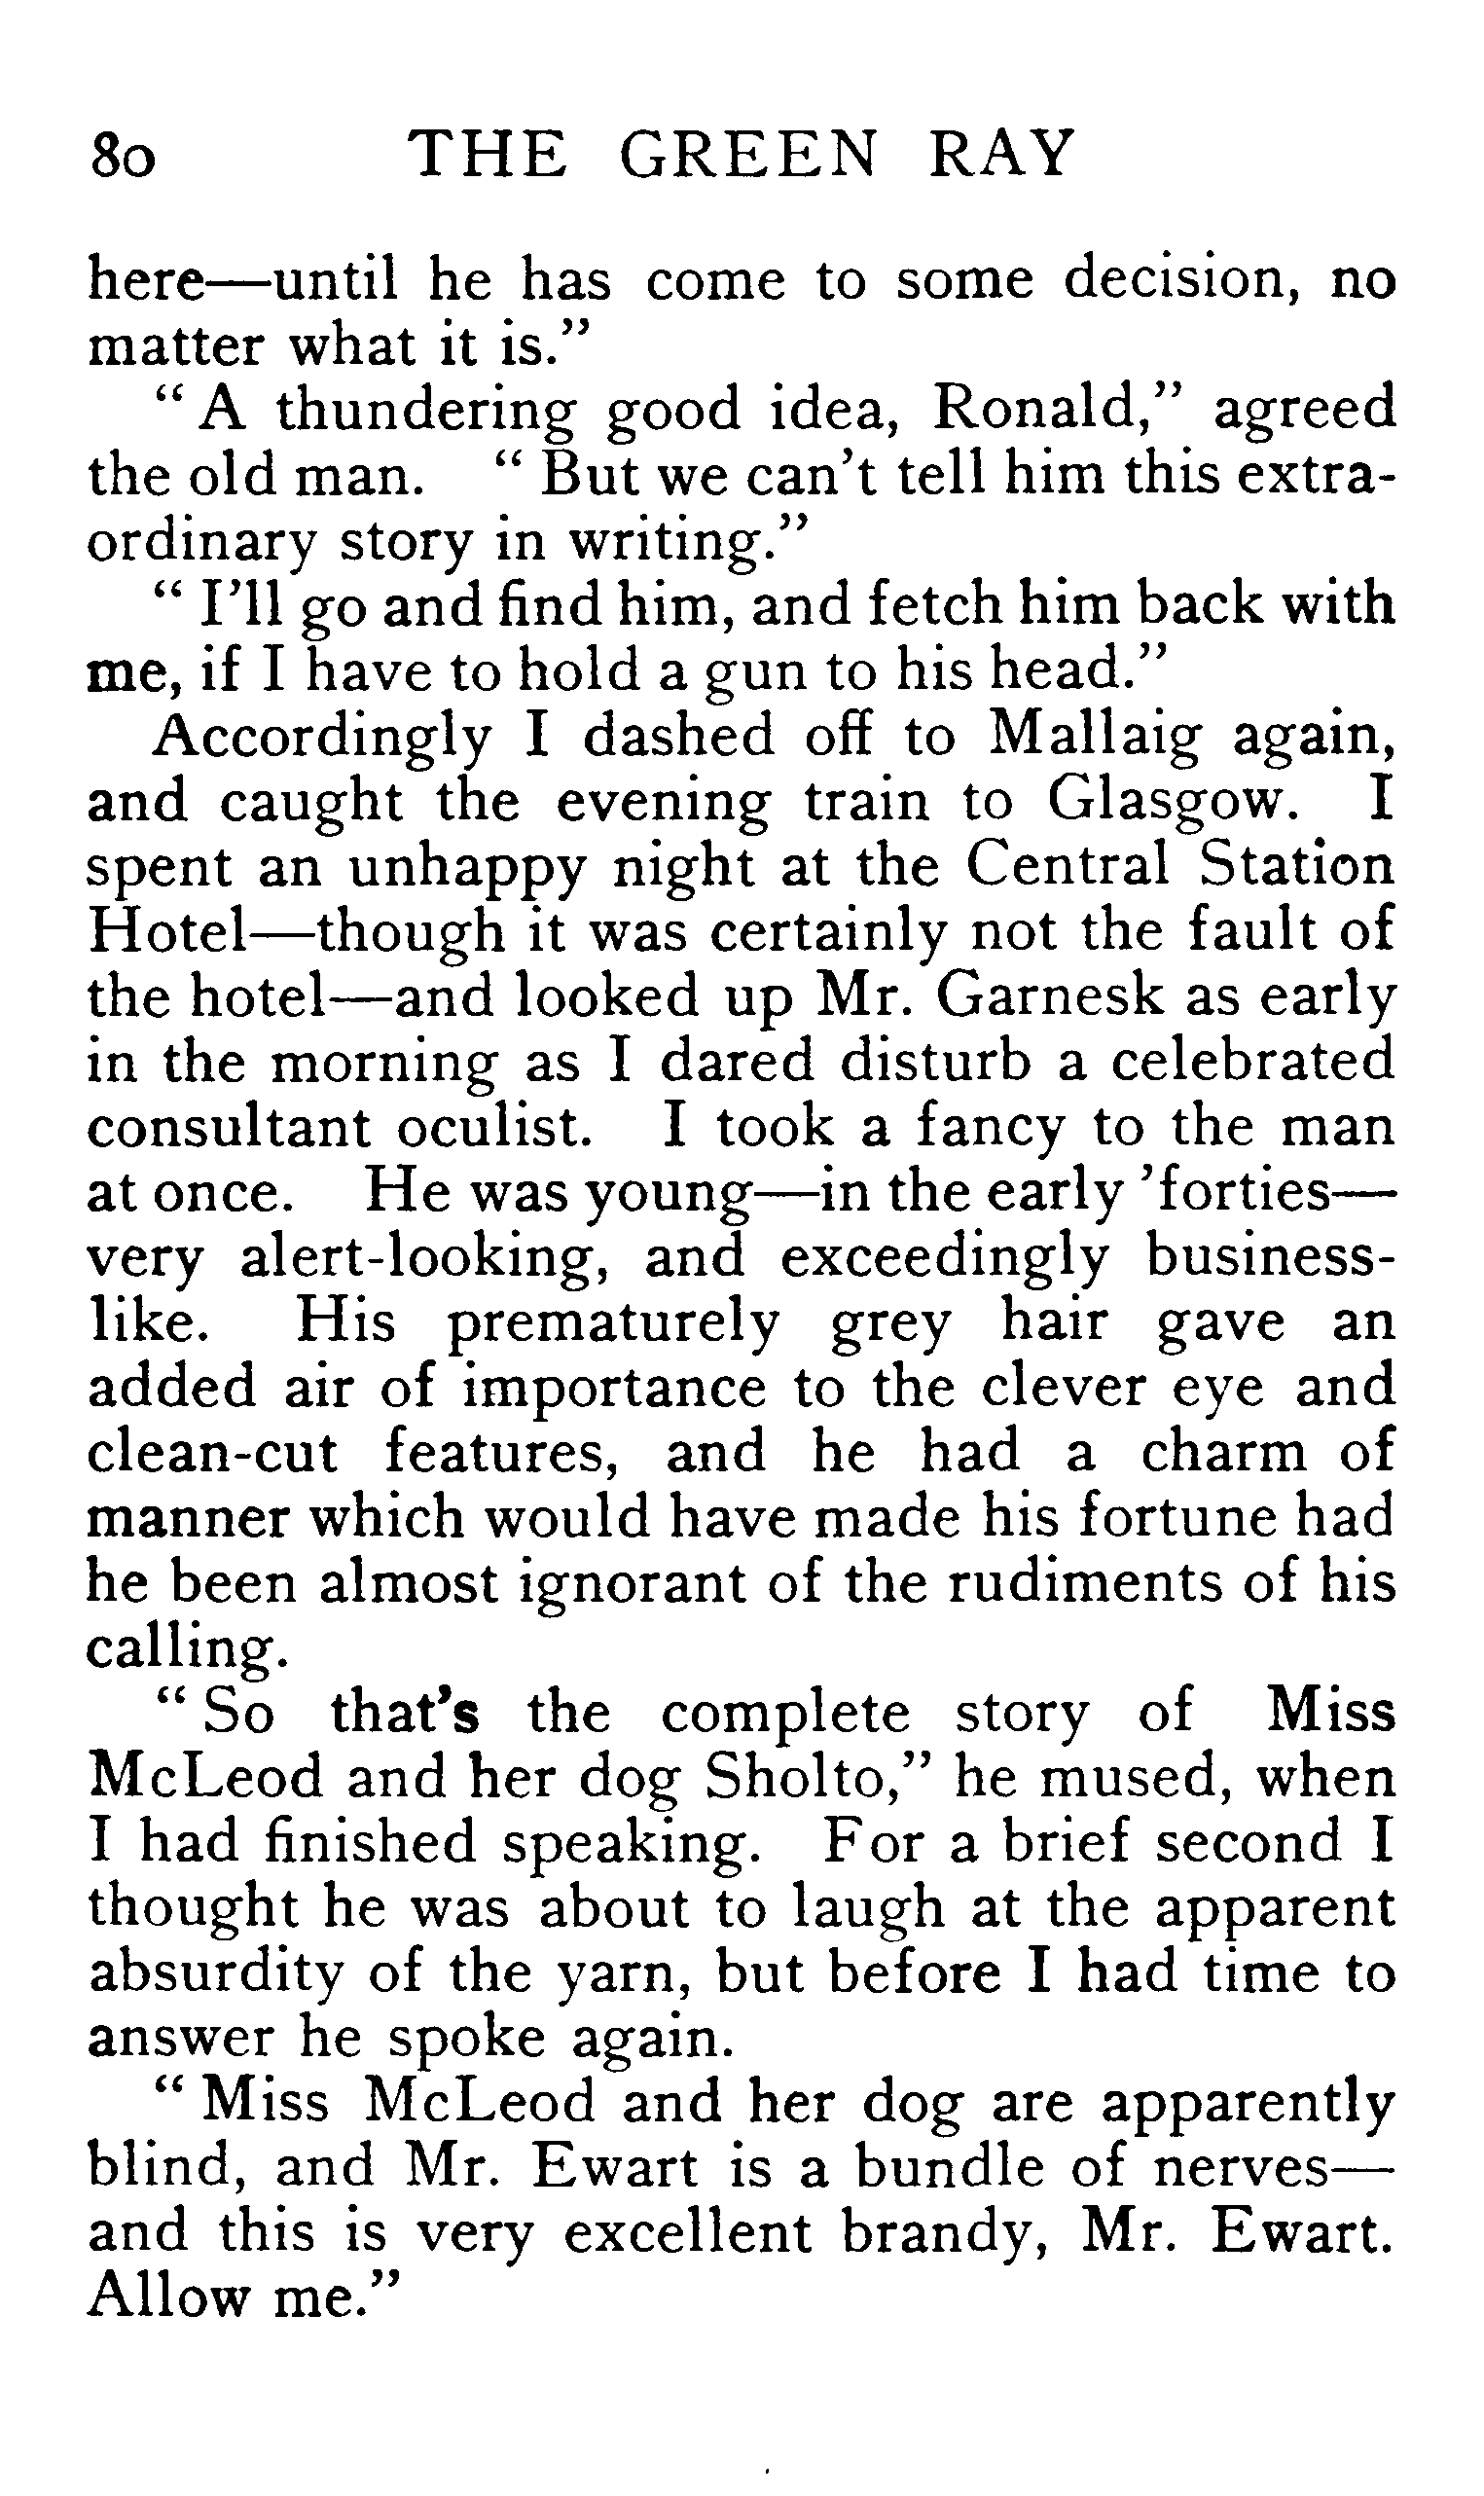 80 THE GREEN RAY
here—until he has come to some decision, no
matter what it is.”
“ A thundering good idea, Ronald,” agreed
the old man. “ But we can’t tell him this extra-
ordinary story in writing.”
“ I’ll go and find him, and fetch him back with
me, if I have to hold a gun to his head.”
Accordingly I dashed off to Mallaig again,
and caught the evening train to Glasgow. I
spent an unhappy night at the Central Station
Hotel—though it was certainly not the fault of
the hotel—and looked up Mr. Garnesk as early
in the morning as I dared disturb a celebrated
consultant oculist. I took a fancy to the man
at once. He was young—in the early ’forties—
very alert-looking, and exceedingly business-
like. His prematurely grey hair gave an
added air of importance to the clever eye and
clean-cut features, and he had a charm of
manner which would have made his fortune had
he been almost ignorant of the rudiments of his
calling.
“ So that’s the complete story of Miss
McLeod and her dog Sholto,” he mused, when
I had finished speaking. For a brief second I
thought he was about to laugh at the apparent
absurdity of the yarn, but before I had time to
answer he spoke again.
“ Miss McLeod and her dog are apparently
blind, and Mr. Ewart is a bundle of nerves—
and this is very excellent brandy, Mr. Ewart.
Allow me.”